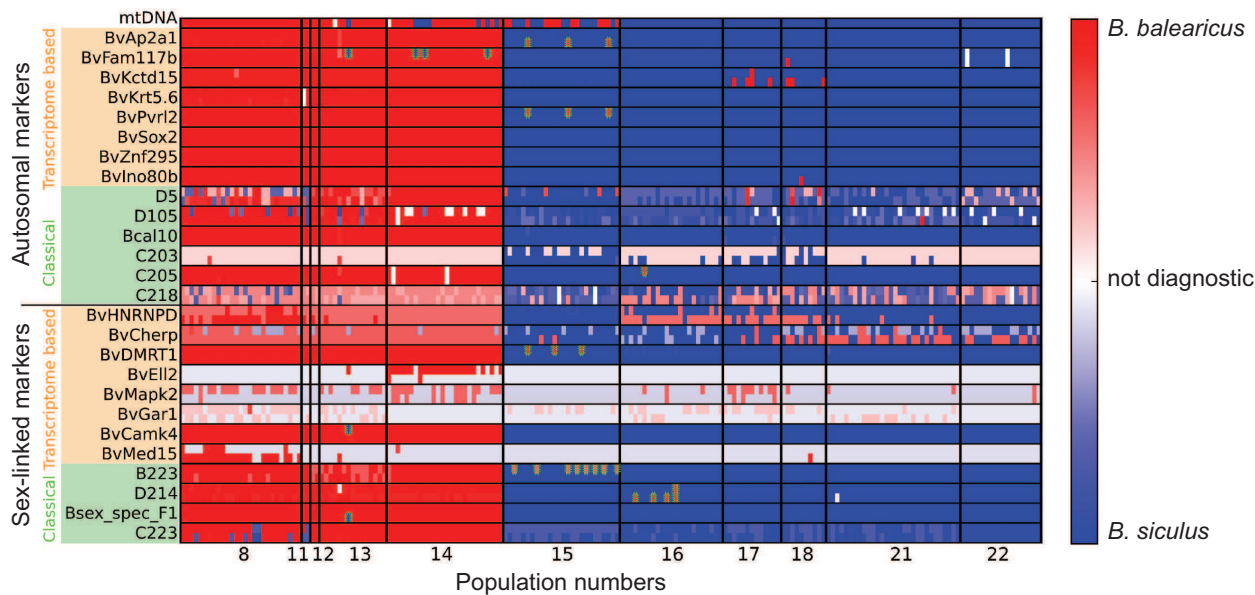 mtDNA
BvAp2a1
BvFam117b
BvKctd15
BvKrt5.6
BvPvrl2
BvSox2
BvZnf295
BvIno80b
D5
D105
Bcal10
C203
C205
C218
BvHNRNPD
BvCherp
BvDMRT1
BvEll2
BvMapk2
BvGar1
BvCamk4
BvMed15
B223
D214
Bsex_spec_F1
C223
Autosomal markers
Transcriptome based
Classical
Sex-linked markers
Transcriptome based
Classical
8 11 12 13 14 15 16 17 18 21 22
Population numbers
B. balearicus
not diagnostic
B. siculus